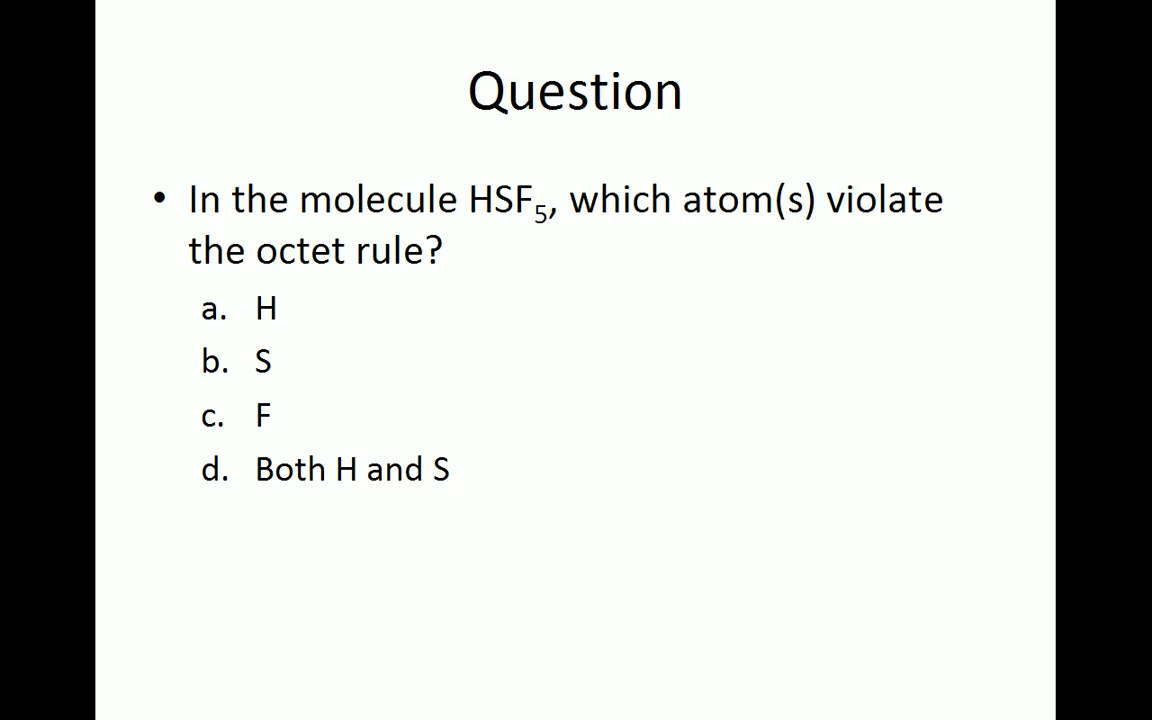 Question
• In the molecule HSF₅, which atom(s) violate
the octet rule?
a. H
b. S
c. F
d. Both H and S